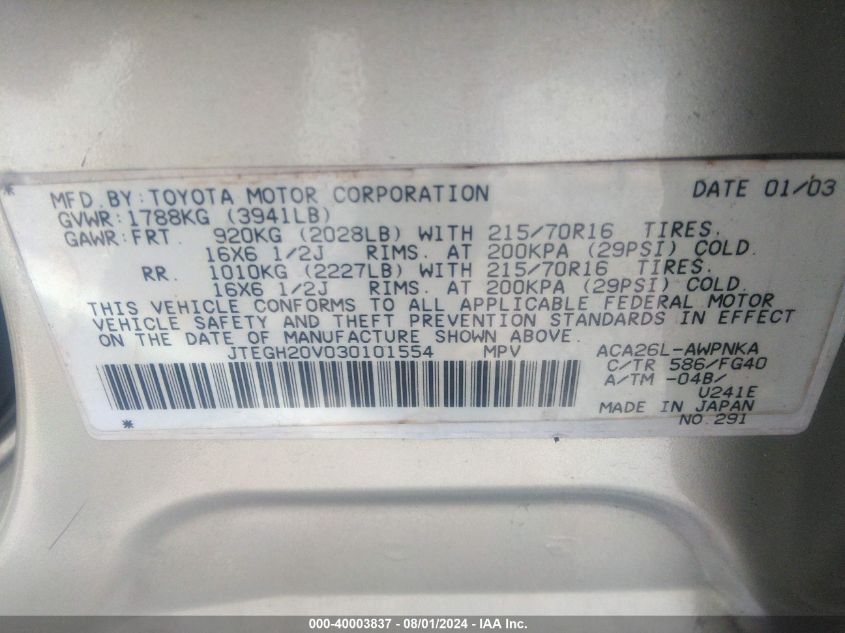 MFD. BY: TOYOTA MOTOR CORPORATION DATE 01/03
GVWR: 1788KG (3941LB)
GAWR: FRT. 920KG (2028LB) WITH 215/70R16 TIRES.
16X6 1/2J RIMS. AT 200KPA (29PSI) COLD.
RR. 1010KG (2227LB) WITH 215/70R16 TIRES.
16X6 1/2J RIMS. AT 200KPA (29PSI) COLD.
THIS VEHICLE CONFORMS TO ALL APPLICABLE FEDERAL MOTOR
VEHICLE SAFETY AND THEFT PREVENTION STANDARDS IN EFFECT
ON THE DATE OF MANUFACTURE SHOWN ABOVE.
JTEGH20V030101554 MPV ACA26L-AWPNKA
C/TR 586/FG40
A/TM -04B/
U241E
MADE IN JAPAN
NO.291
000-40003837 - 08/01/2024 - IAA Inc.